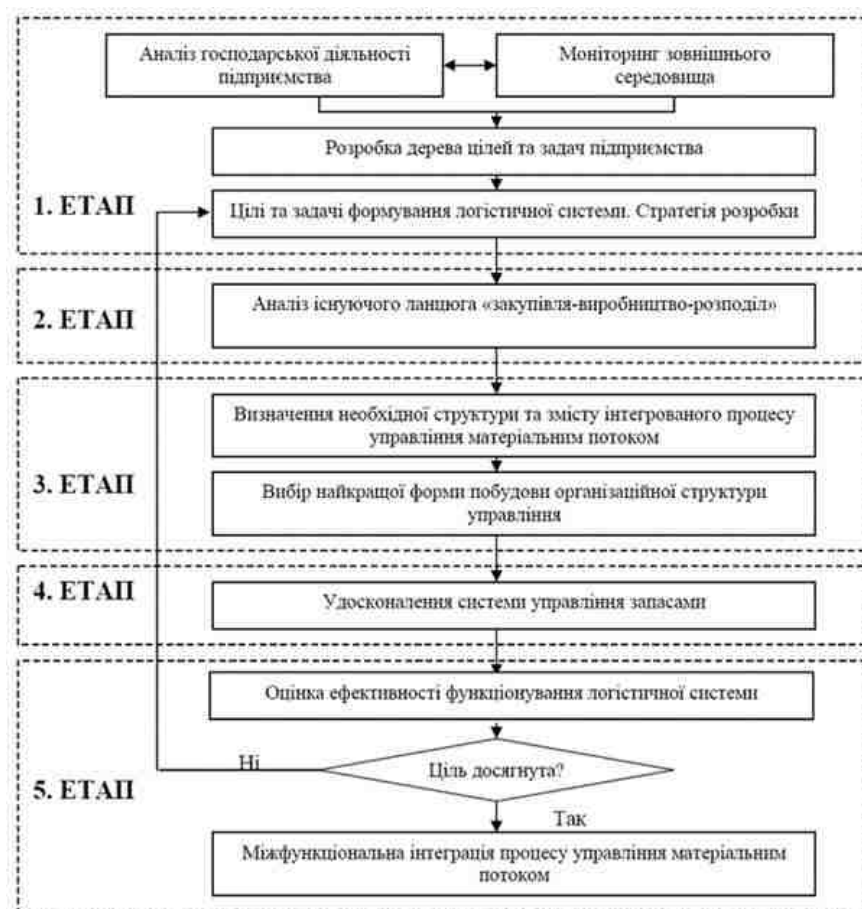 Аналіз господарської діяльності
підприємства
Моніторинг зовнішнього
середовища
Розробка дерева цілей та задач підприємства
1. ЕТАП
Цілі та задачі формування логістичної системи. Стратегія розробки
Аналіз існуючого ланцюга «закупівля-виробництво-розподіл»
2. ЕТАП
Визначення необхідної структури та змісту інтегрованого процесу
управління матеріальним потоком
3. ЕТАП
Вибір найкращої форми побудови організаційної структури
управління
4. ЕТАП
Удосконалення системи управління запасами
Оцінка ефективності функціонування логістичної системи
Ні
Ціль досягнута?
5. ЕТАП
Так
Міжфункціональна інтеграція процесу управління матеріальним
потоком